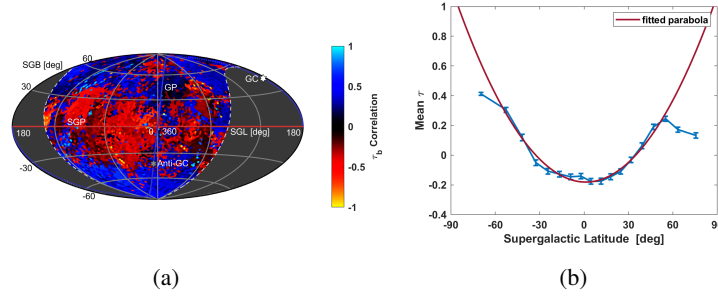 (a)
SGB [deg]
60
30
GC
GP
SGP
180
0
360
SGL [deg]
180
Anti-GC
-30
-60
1
0.5
0
-0.5
-1
τb Correlation
(b)
fitted parabola
1
0.8
0.6
0.4
0.2
0
-0.2
-0.4
Mean τ
-90
-60
-30
0
30
60
90
Supergalactic Latitude [deg]
(a)
(b)